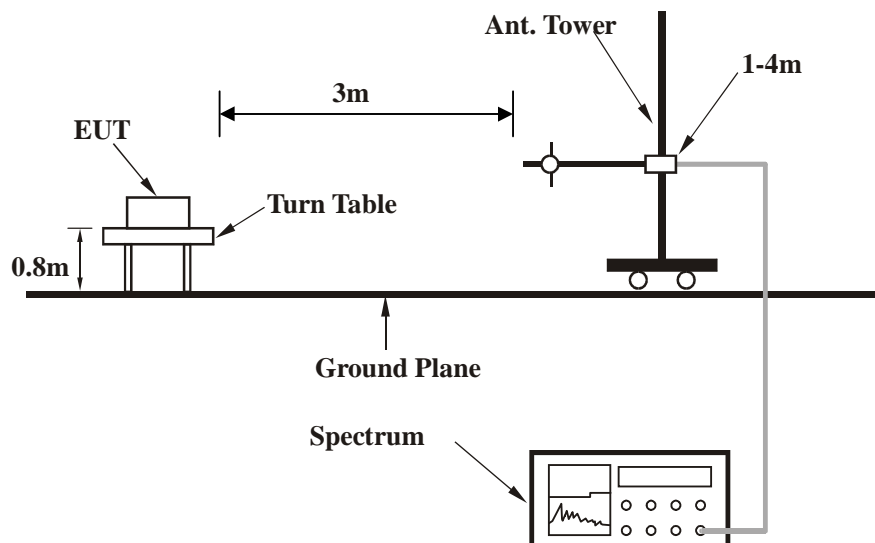 Ant. Tower
1-4m
3m
EUT
Turn Table
0.8m
Ground Plane
Spectrum